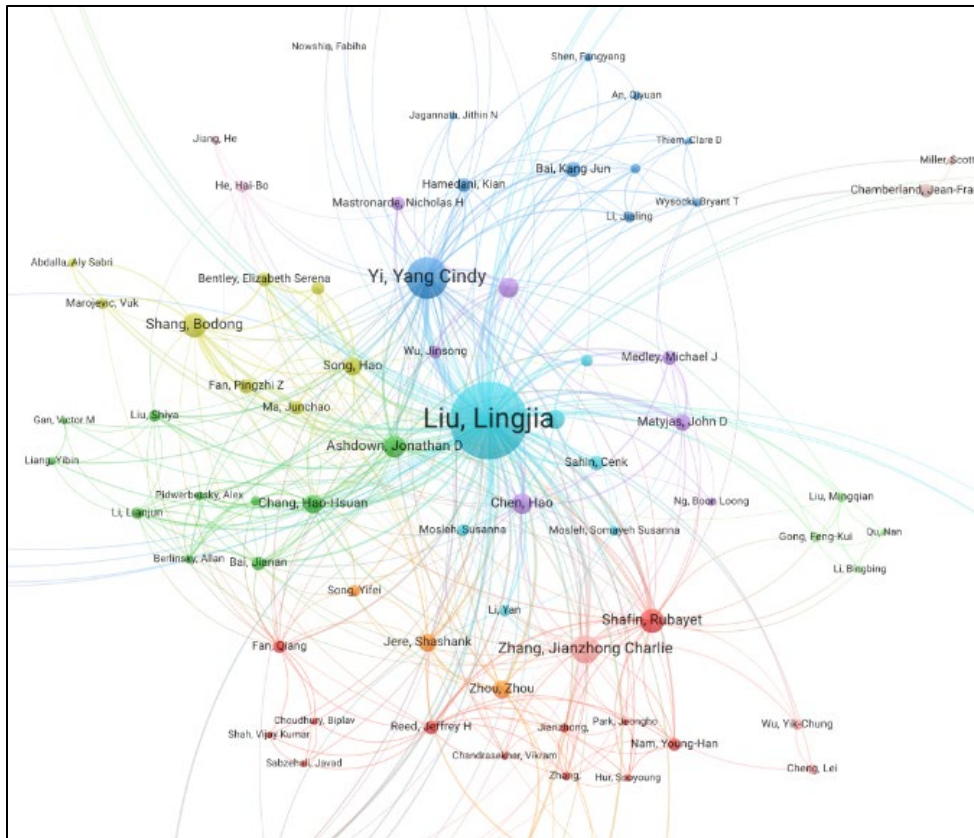 Nowshin, Fabiha
Shen, Fangyang
An, Qiyuan
Jagannath, Jithin N
Jiang, He
Thiem, Clare D
Miller, Scott
Bai, Kang Jun
He, Hai-Bo
Hamedani, Kian
Chamberland, Jean-Fran
Mastronarde, Nicholas H
Wysocki, Bryant T
Li, Jialing
Abdalla, Aly Sabri
Yi, Yang Cindy
Bentley, Elizabeth Serena
Marojevic, Vuk
Shang, Bodong
Wu, Jinsong
Medley, Michael J
Song, Hao
Fan, Pingzhi Z
Ma, Junchao
Liu, Shiya
Gan, Victor M
Liu, Lingjia
Matyjas, John D
Ashdown, Jonathan D
Liang, Yibin
Sahin, Cenk
Pidwerbetsky, Alex
Liu, Mingqian
Chang, Hao-Hsuan
Chen, Hao
Ng, Boon Loong
Li, Lianjun
Mosleh, Susanna
Mosleh, Somayeh Susanna
Qu, Nan
Gong, Feng-Kui
Berlinsky, Allan
Bai, Jianan
Li, Bingbing
Song, Yifei
Li, Yan
Shafin, Rubayet
Fan, Qiang
Jere, Shashank
Zhang, Jianzhong Charlie
Zhou, Zhou
Choudhury, Biplav
Park, Jeongho
Wu, Yik-Chung
Reed, Jeffrey H
Jianzhong,
Shah, Vijay Kumar
Nam, Young-Han
Chandrasekhar, Vikram
Sabzehali, Javad
Cheng, Lei
Zhang,
Hur, Sooyoung